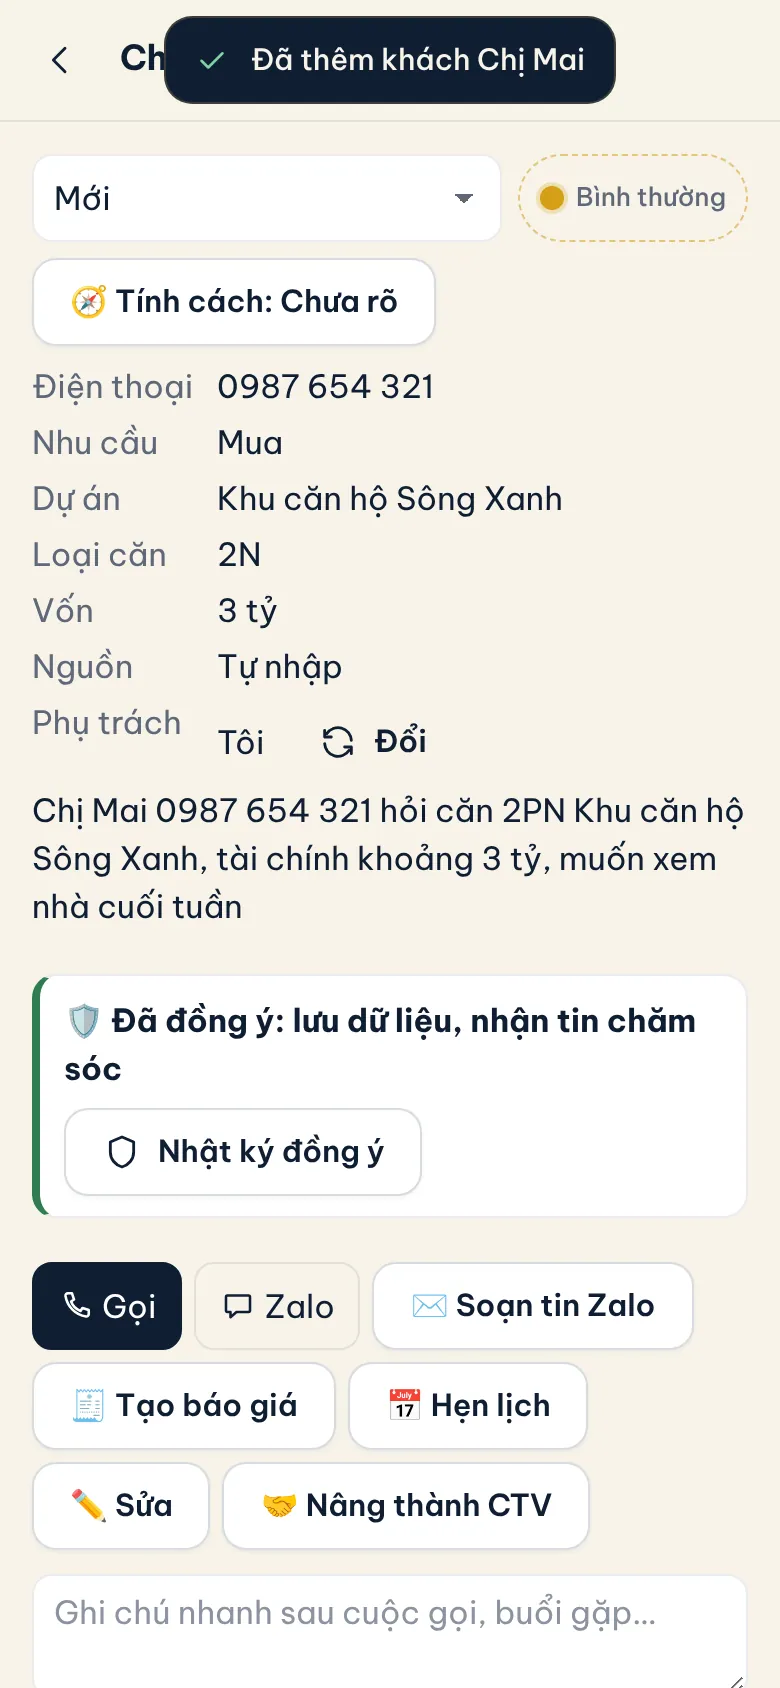 Ch
Đã thêm khách Chị Mai
Mới
Bình thường
Tính cách: Chưa rõ
Điện thoại 0987 654 321
Nhu cầu Mua
Dự án Khu căn hộ Sông Xanh
Loại căn 2N
Vốn 3 tỷ
Nguồn Tự nhập
Phụ trách Tôi Đổi
Chị Mai 0987 654 321 hỏi căn 2PN Khu căn hộ
Sông Xanh, tài chính khoảng 3 tỷ, muốn xem
nhà cuối tuần
Đã đồng ý: lưu dữ liệu, nhận tin chăm
sóc
Nhật ký đồng ý
Gọi Zalo Soạn tin Zalo
Tạo báo giá July 17 Hẹn lịch
Sửa Nâng thành CTV
Ghi chú nhanh sau cuộc gọi, buổi gặp...